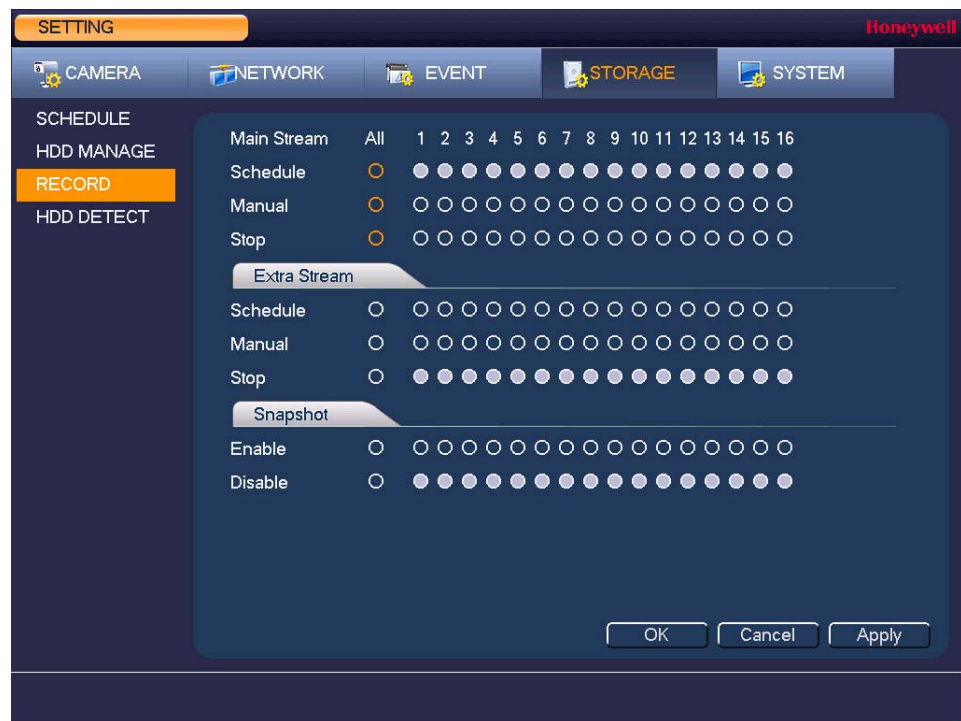 SETTING
Honeywell
CAMERA NETWORK EVENT STORAGE SYSTEM
SCHEDULE
HDD MANAGE
RECORD
HDD DETECT
Main Stream All 1 2 3 4 5 6 7 8 9 10 11 12 13 14 15 16
Schedule
Manual
Stop
Extra Stream
Schedule
Manual
Stop
Snapshot
Enable
Disable
OK Cancel Apply